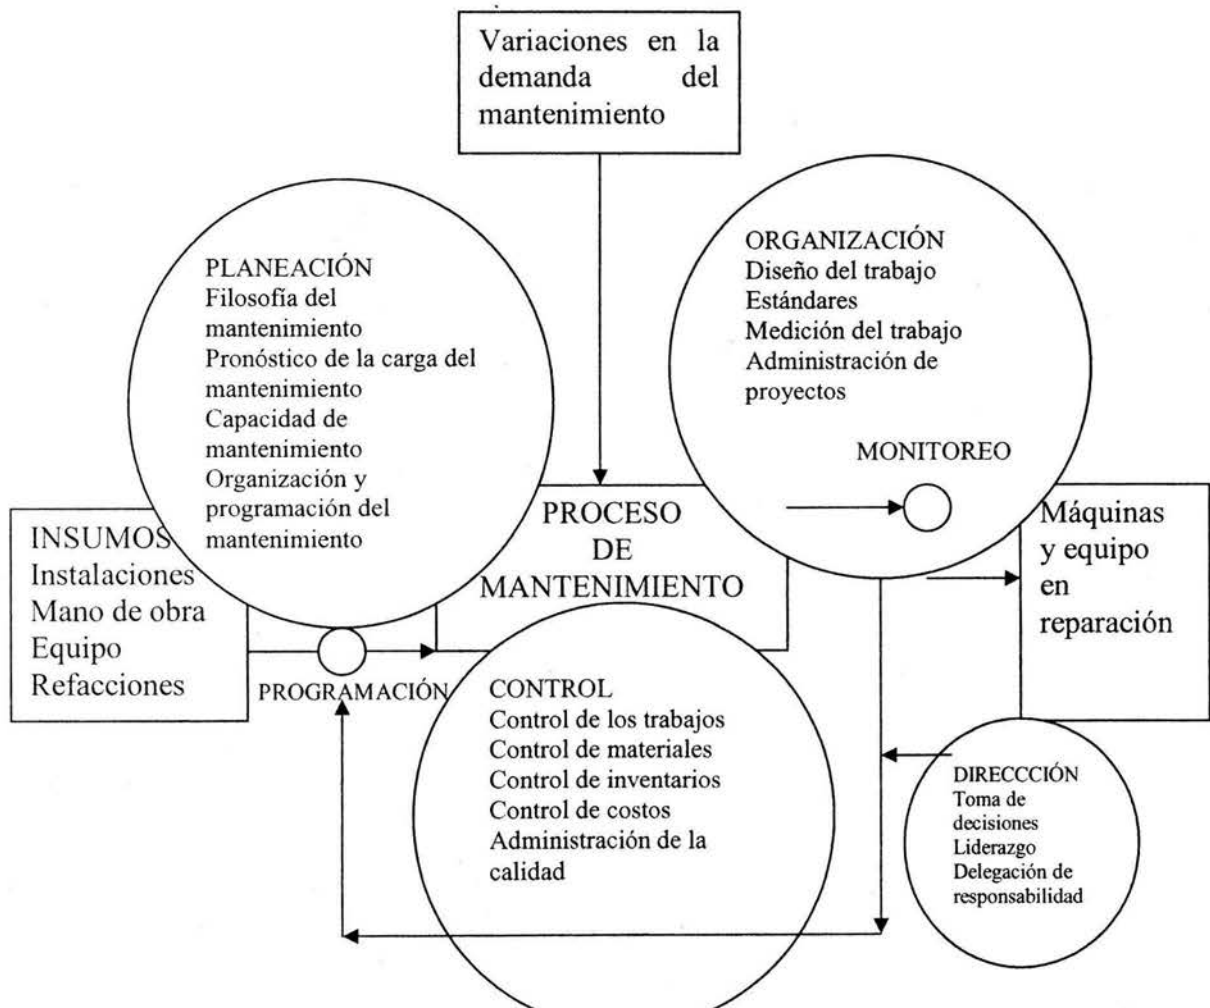 Variaciones en la
demanda del
mantenimiento
PLANEACIÓN
Filosofía del
mantenimiento
Pronóstico de la carga del
mantenimiento
Capacidad de
mantenimiento
Organización y
programación del
mantenimiento
ORGANIZACIÓN
Diseño del trabajo
Estándares
Medición del trabajo
Administración de
proyectos
MONITOREO
INSUMOS
Instalaciones
Mano de obra
Equipo
Refacciones
PROGRAMACIÓN
PROCESO
DE
MANTENIMIENTO
Máquinas
y equipo
en
reparación
CONTROL
Control de los trabajos
Control de materiales
Control de inventarios
Control de costos
Administración de la
calidad
DIRECCCIÓN
Toma de
decisiones
Liderazgo
Delegación de
responsabilidad